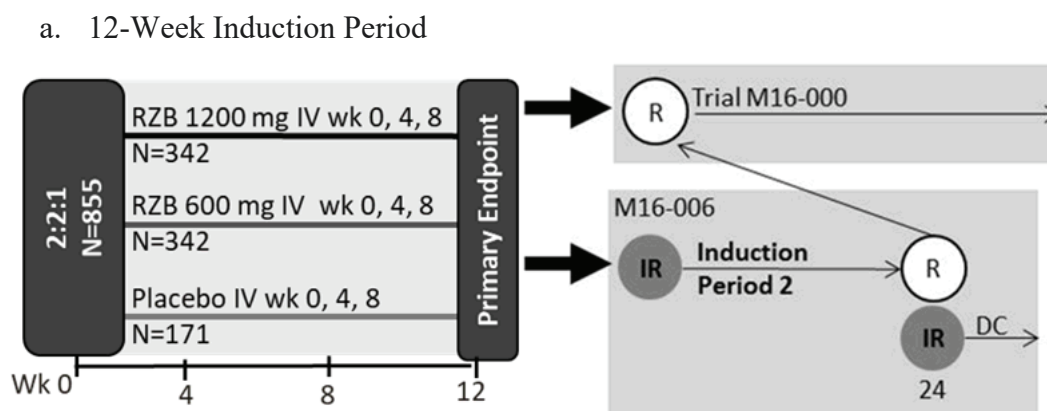 a. 12-Week Induction Period
2:2:1
N=855
RZB 1200 mg IV wk 0, 4, 8
N=342
RZB 600 mg IV wk 0, 4, 8
N=342
Placebo IV wk 0, 4, 8
N=171
Primary Endpoint
Wk 0
4
8
12
R
Trial M16-000
M16-006
IR
Induction
Period 2
R
IR
DC
24